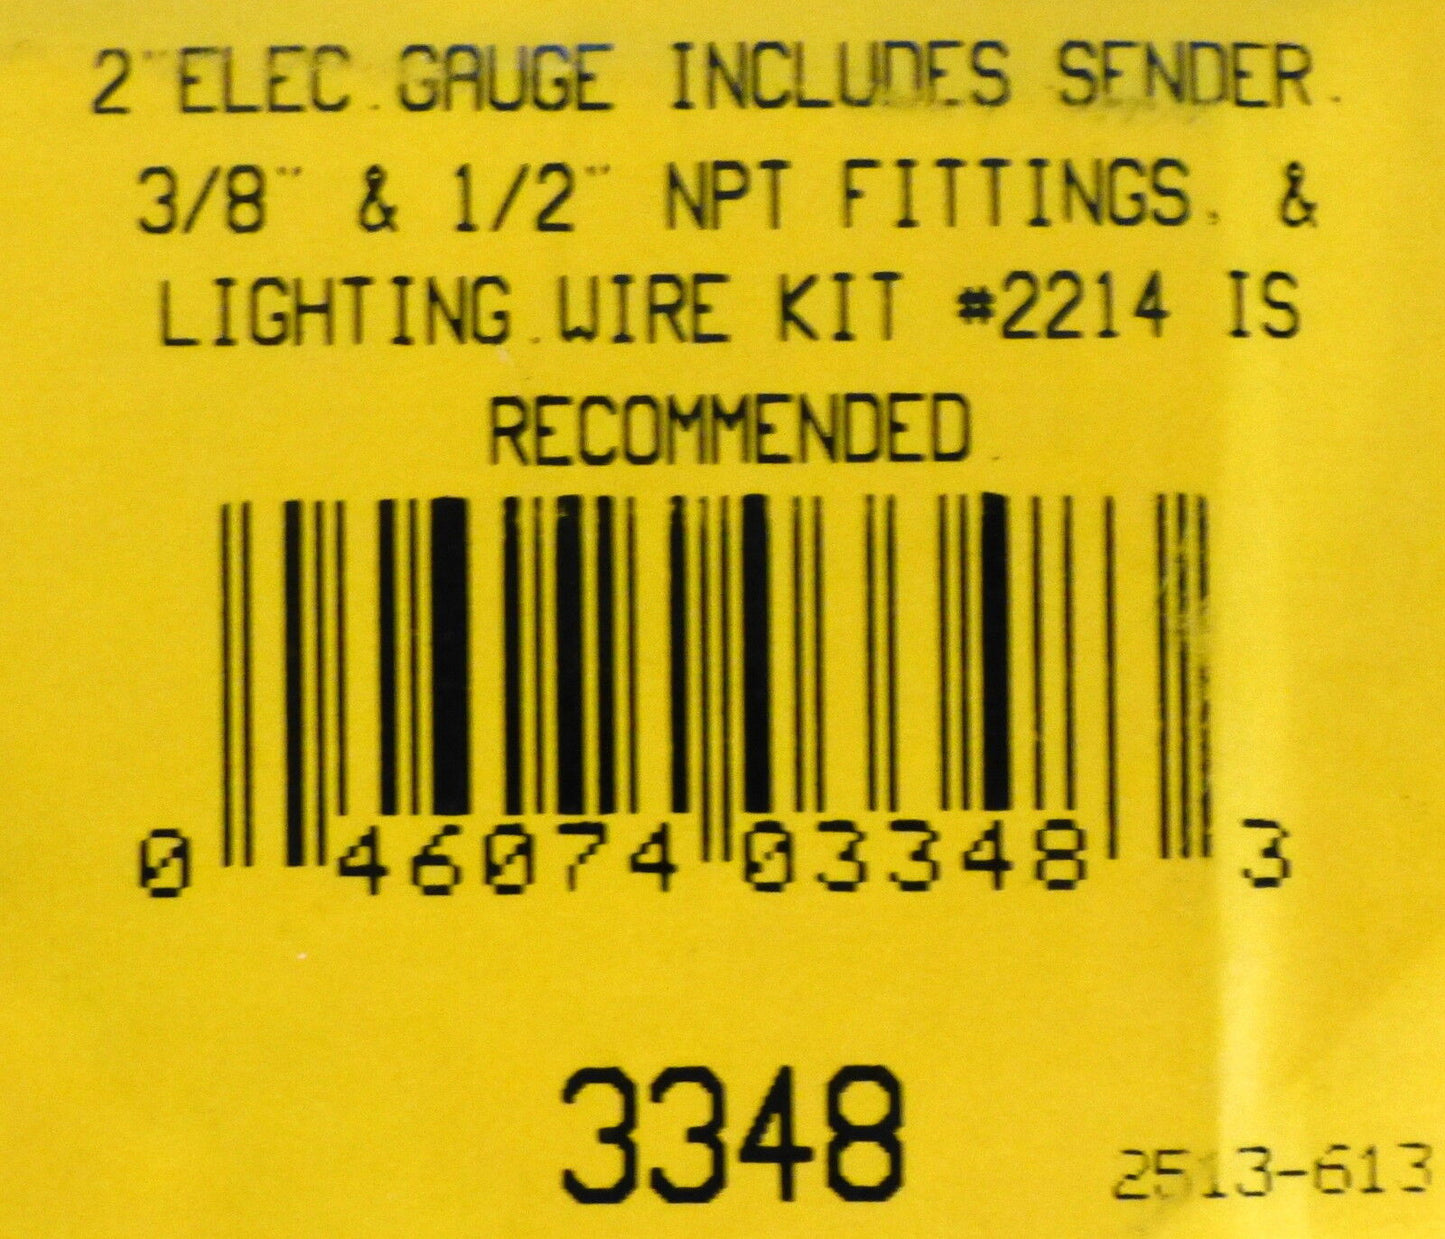 2" ELEC. GAUGE INCLUDES SENDER.
3/8" & 1/2" NPT FITTINGS, &
LIGHTING. WIRE KIT #2214 IS
RECOMMENDED
0 46074 03348 3
3348
2513-613